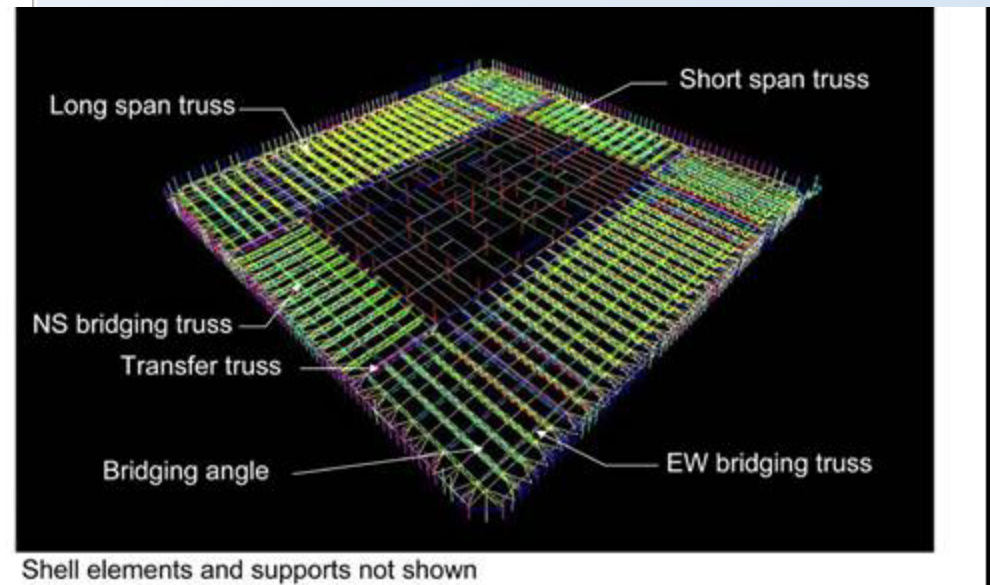 Long span truss
Short span truss
NS bridging truss
Transfer truss
Bridging angle
EW bridging truss
Shell elements and supports not shown